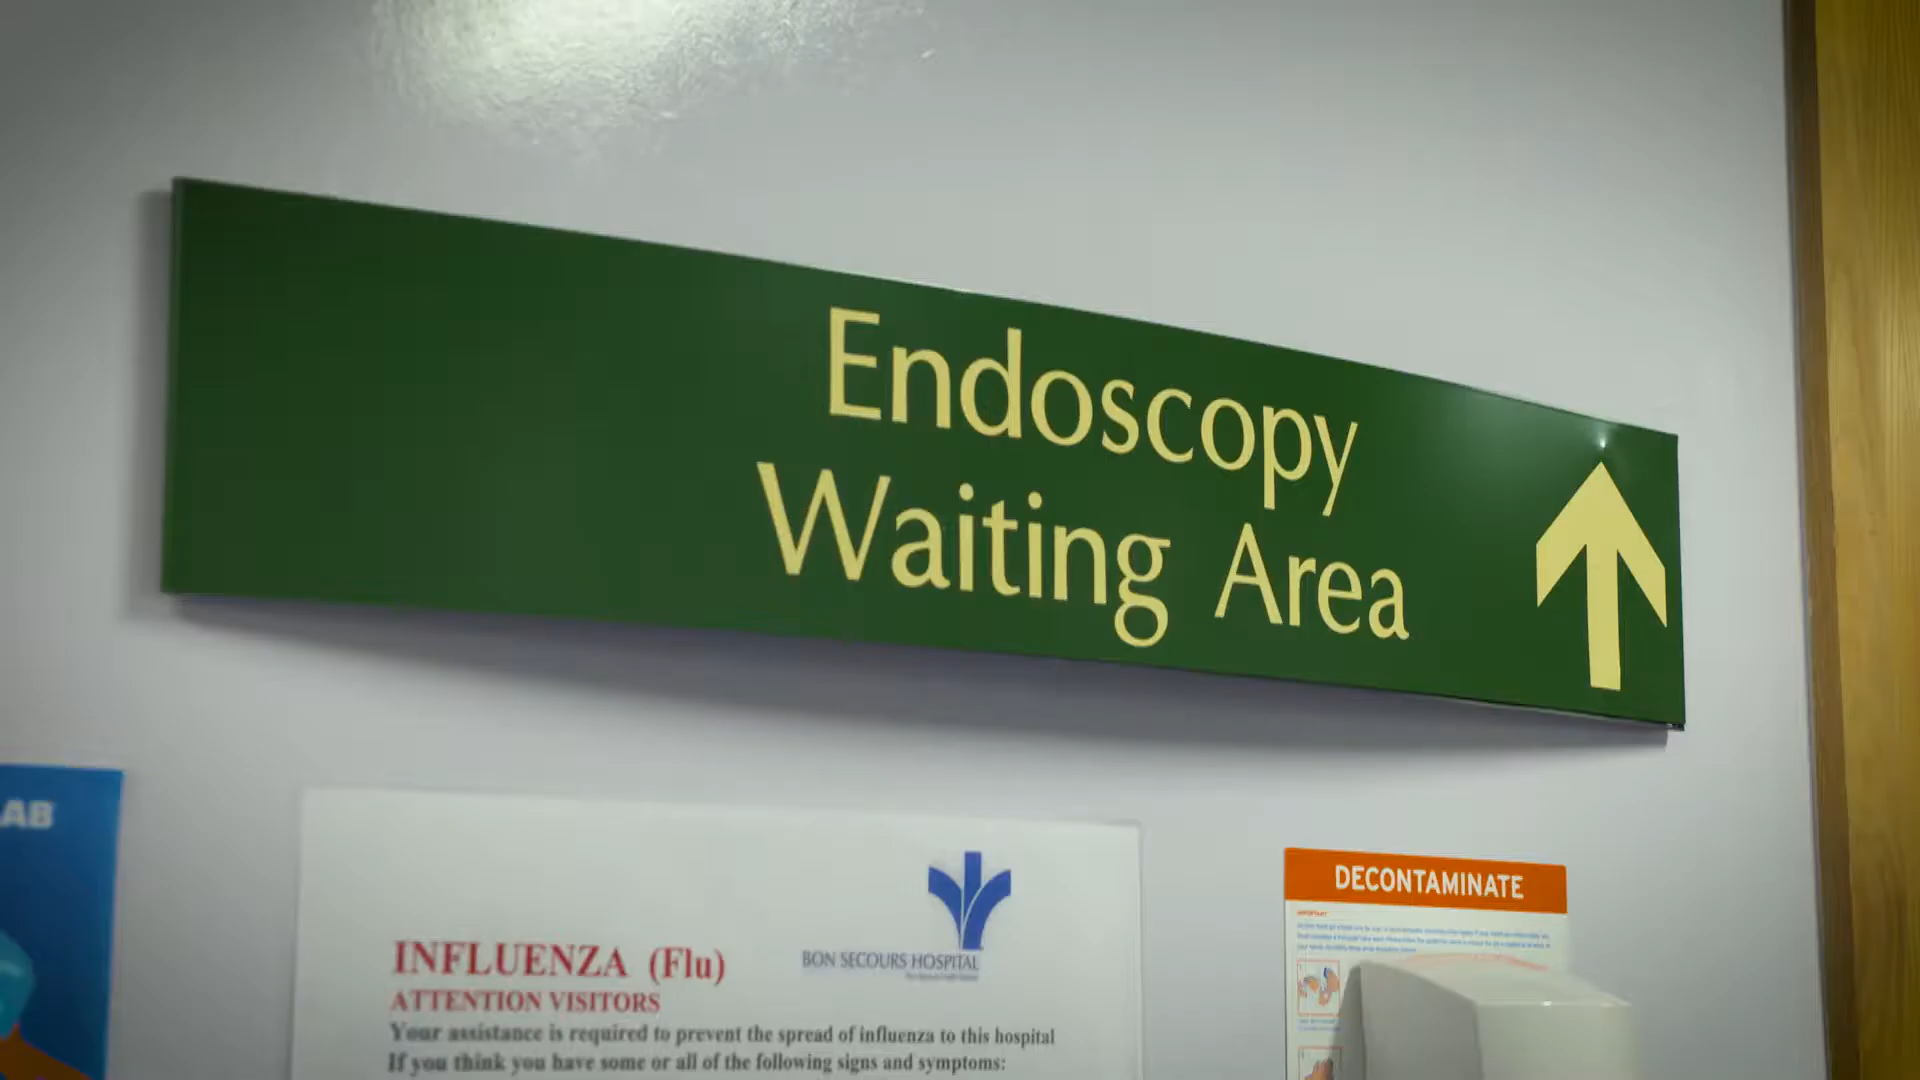 Endoscopy
Waiting Area
AB
BON SECOURS HOSPITAL
INFLUENZA (Flu)
ATTENTION VISITORS
Your assistance is required to prevent the spread of influenza to this hospital
If you think you have some or all of the following signs and symptoms:
DECONTAMINATE
IMPORTANT